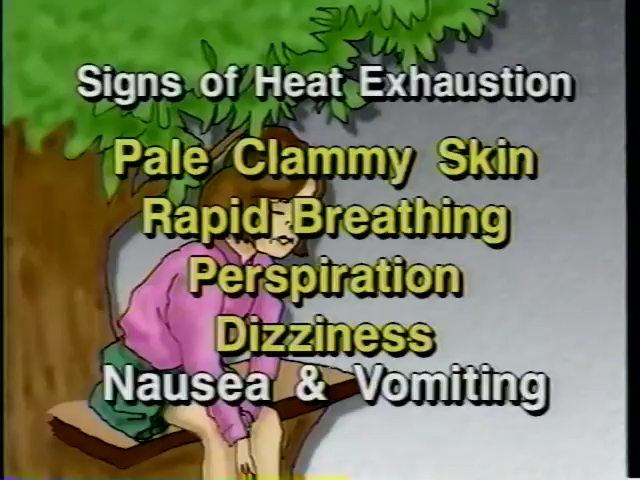 Signs of Heat Exhaustion
Pale Clammy Skin
Rapid Breathing
Perspiration
Dizziness
Nausea & Vomiting